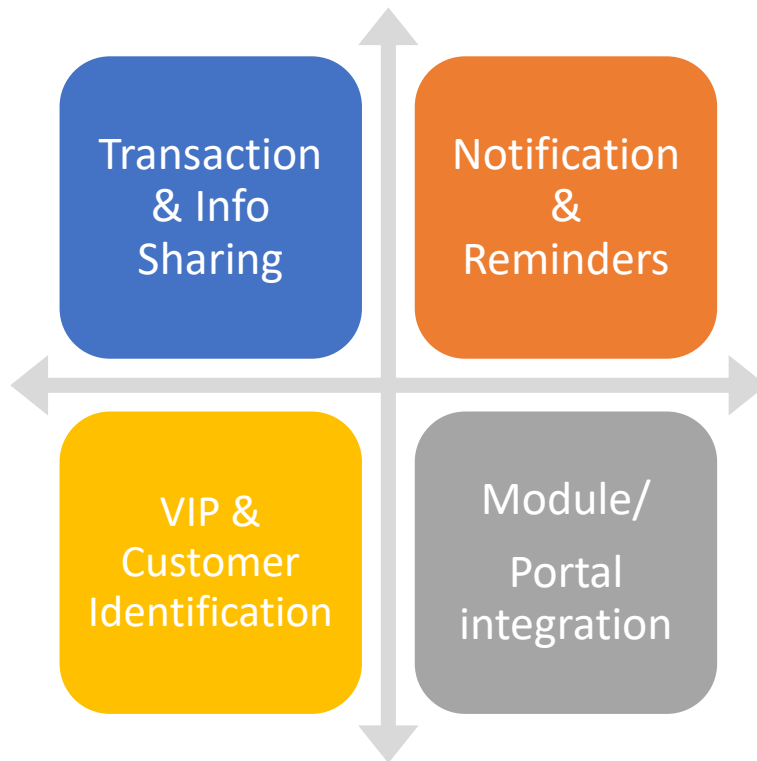 Transaction
& Info
Sharing
Notification
&
Reminders
VIP &
Customer
Identification
Module/
Portal
integration